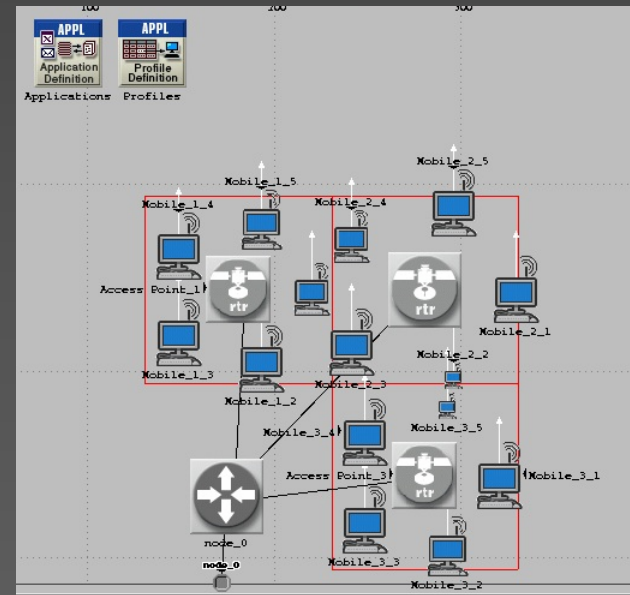 100
200
300
APPL
Application
Definition
Applications
APPL
Profile
Definition
Profiles
Mobile_2_5
Mobile_1_5
Mobile_1_4
Mobile_2_4
Access Point_1
rtr
rtr
Mobile_2_1
Mobile_1_3
Mobile_2_2
Mobile_2_3
Mobile_1_2
Mobile_3_5
Mobile_3_4
Access Point_3
rtr
Mobile_3_1
node_0
Mobile_3_3
node_0
Mobile_3_2